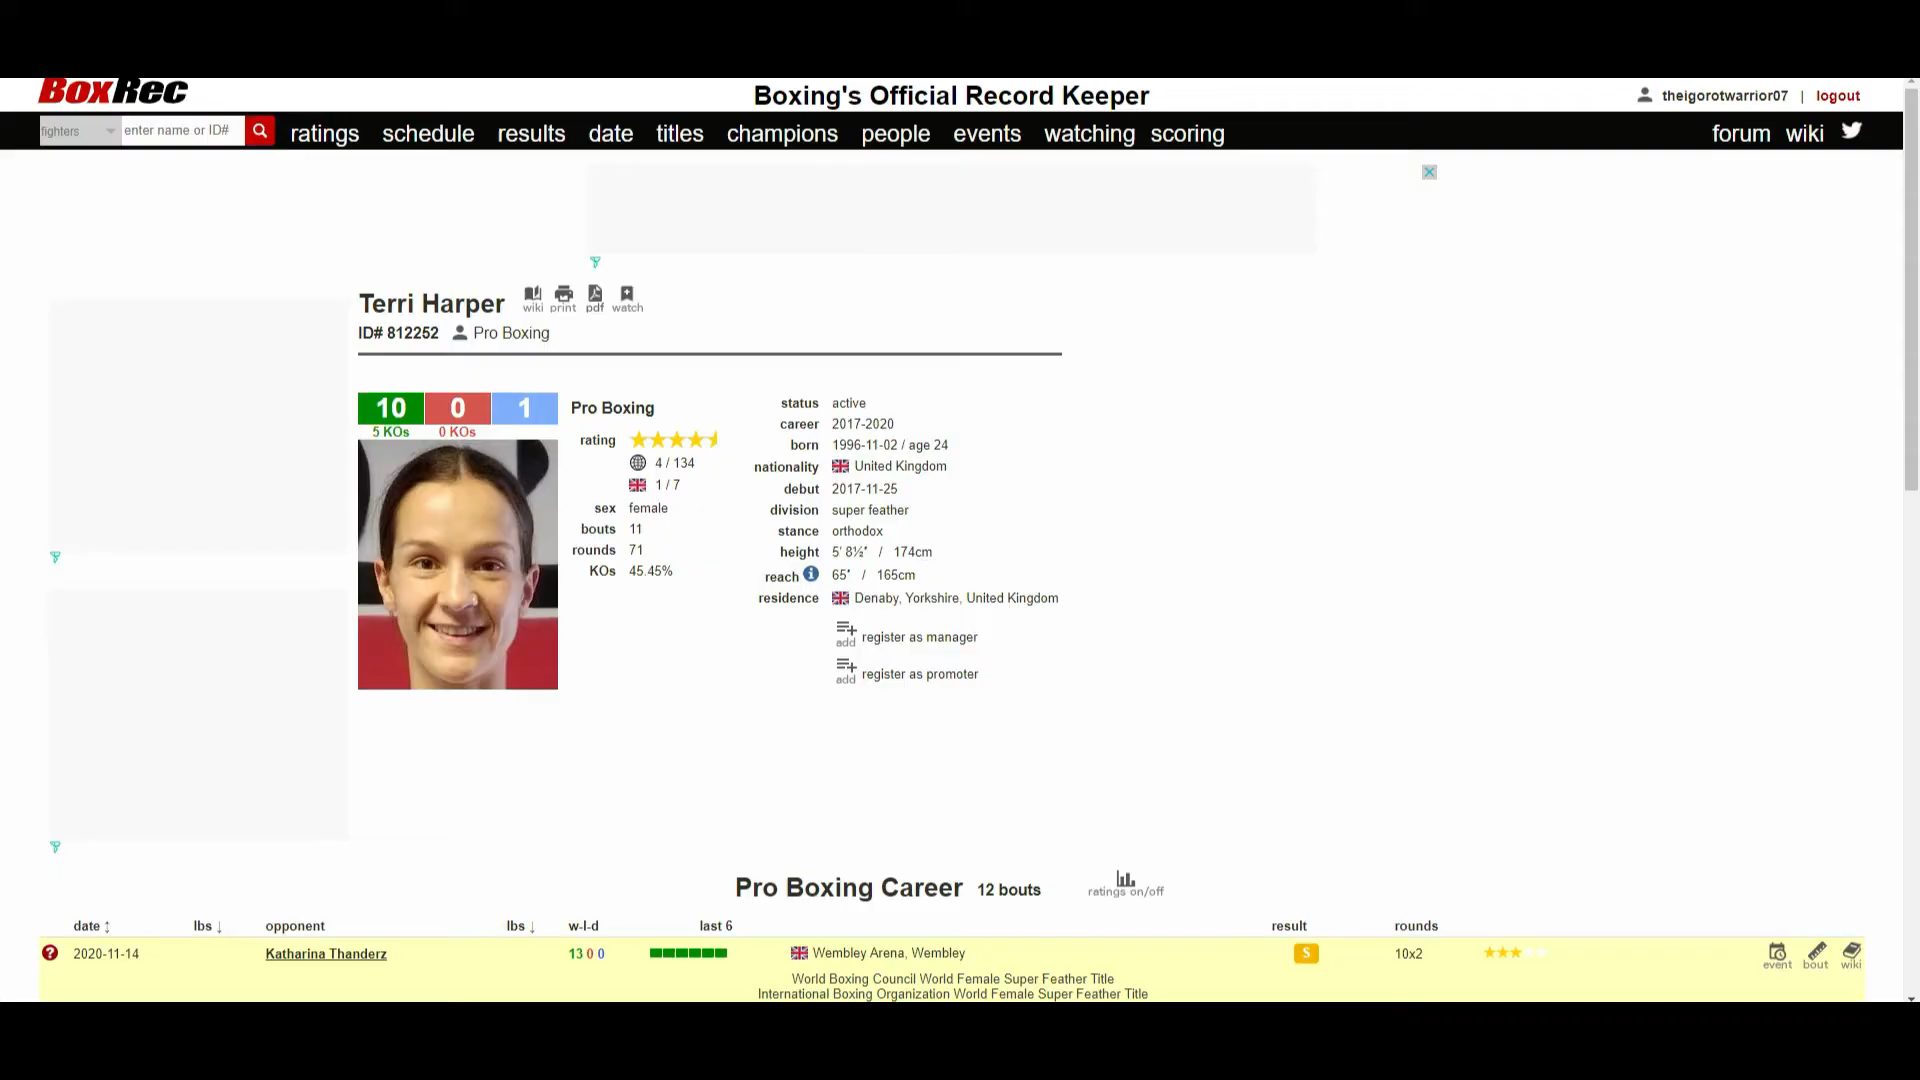 BoxRec
Boxing's Official Record Keeper
theigorotwarrior07 | logout
fighters enter name or ID# ratings schedule results date titles champions people events watching scoring forum wiki
Terri Harper wiki print pdf watch
ID# 812252 Pro Boxing
10 0 1
5 KOs 0 KOs
Pro Boxing
rating
4 / 134
1 / 7
sex female
bouts 11
rounds 71
KOs 45.45%
status active
career 2017-2020
born 1996-11-02 / age 24
nationality United Kingdom
debut 2017-11-25
division super feather
stance orthodox
height 5' 8½" / 174cm
reach 65" / 165cm
residence Denaby, Yorkshire, United Kingdom
add register as manager
add register as promoter
Pro Boxing Career 12 bouts ratings on/off
date lbs opponent lbs w-l-d last 6 result rounds
2020-11-14 Katharina Thanderz 13 0 0 Wembley Arena, Wembley S 10x2 event bout wiki
World Boxing Council World Female Super Feather Title
International Boxing Organization World Female Super Feather Title